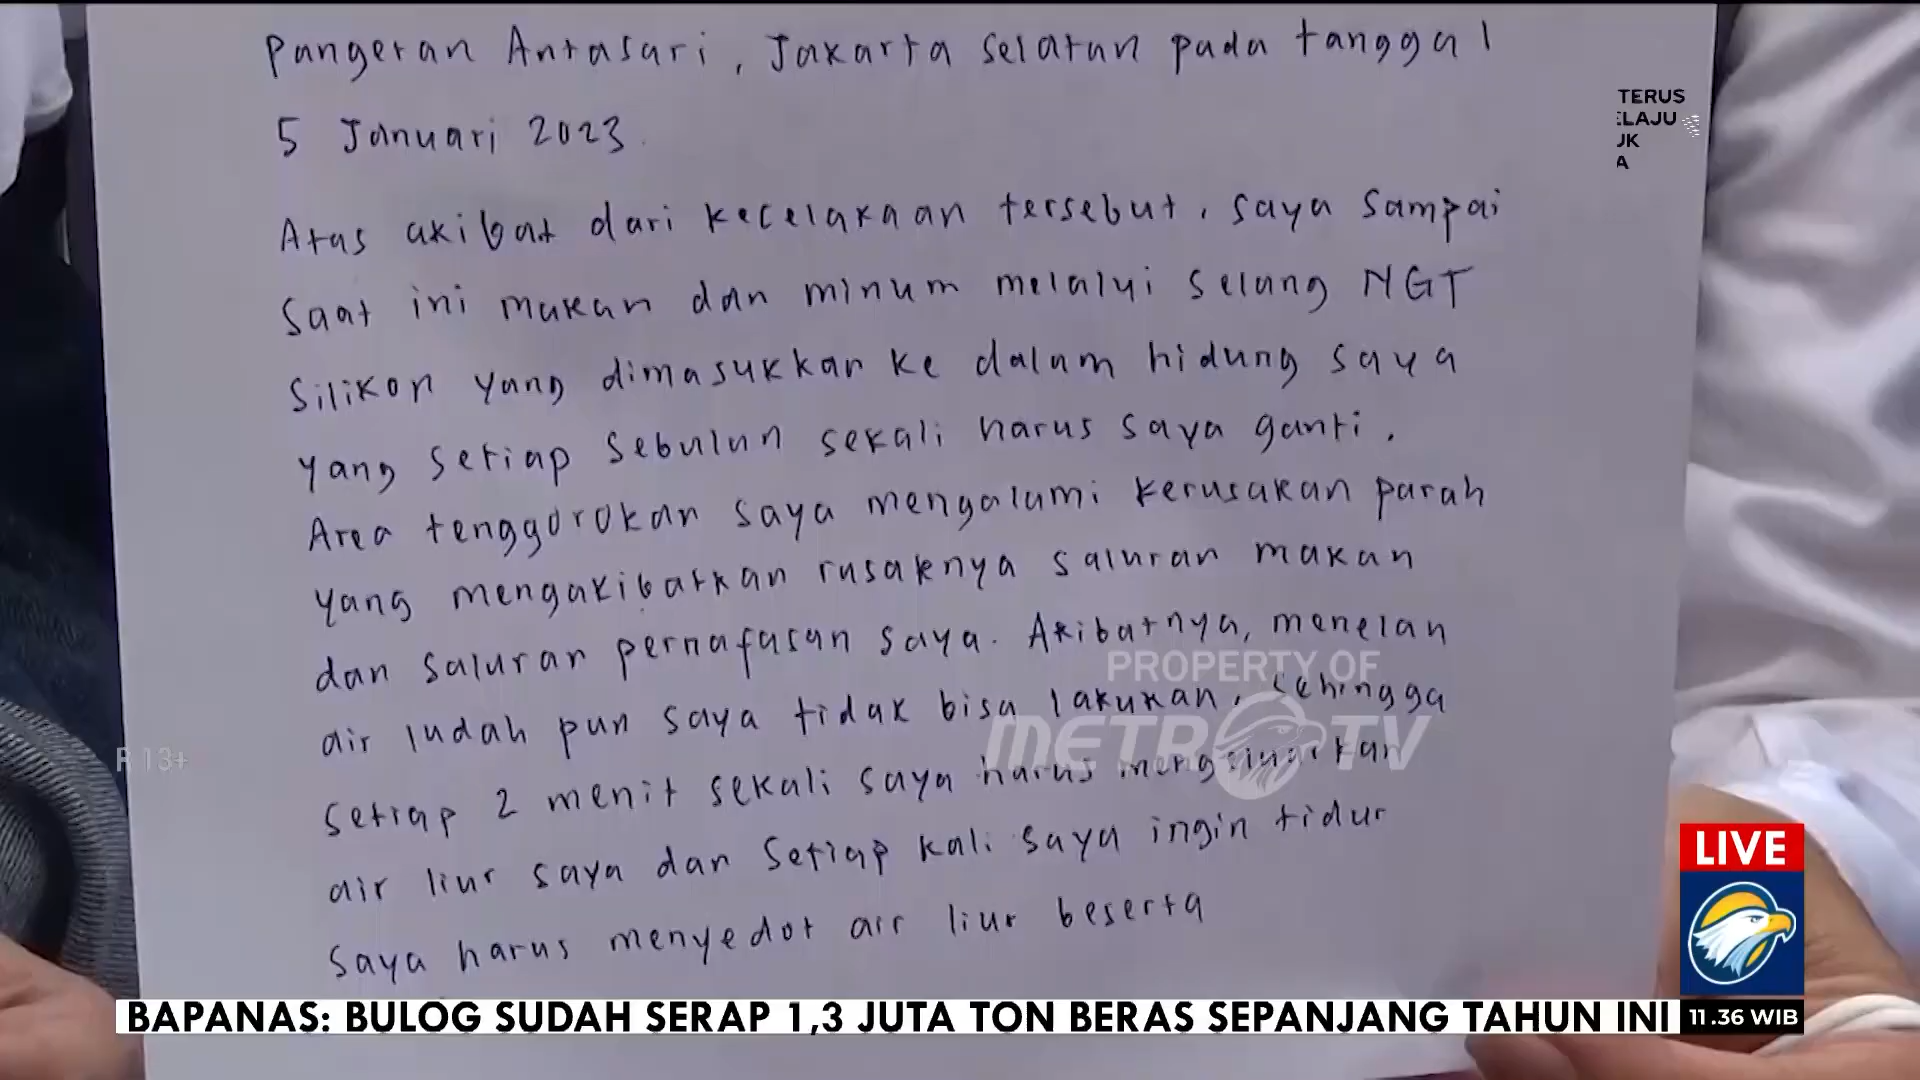 Pangeran Antasari, Jakarta Selatan pada tanggal
5 Januari 2023.
Atas akibat dari kecelakaan tersebut, saya sampai
saat ini makan dan minum melalui selang NGT
Silikon yang dimasukkan ke dalam hidung saya
yang setiap sebulan sekali harus saya ganti.
Area tenggorokan saya mengalami kerusakan parah
yang mengakibatkan rusaknya saluran makan
dan saluran pernafasan saya. Akibatnya, menelan
air ludah pun saya tidak bisa lakukan, sehingga
setiap 2 menit sekali saya harus
air liur saya dan setiap kali saya ingin tidur
saya harus menyedot air liur beserta
TERUS
ELAJU
UK
A
PROPERTY OF
METRO TV
R 13+
LIVE
BAPANAS: BULOG SUDAH SERAP 1,3 JUTA TON BERAS SEPANJANG TAHUN INI
11.36 WIB